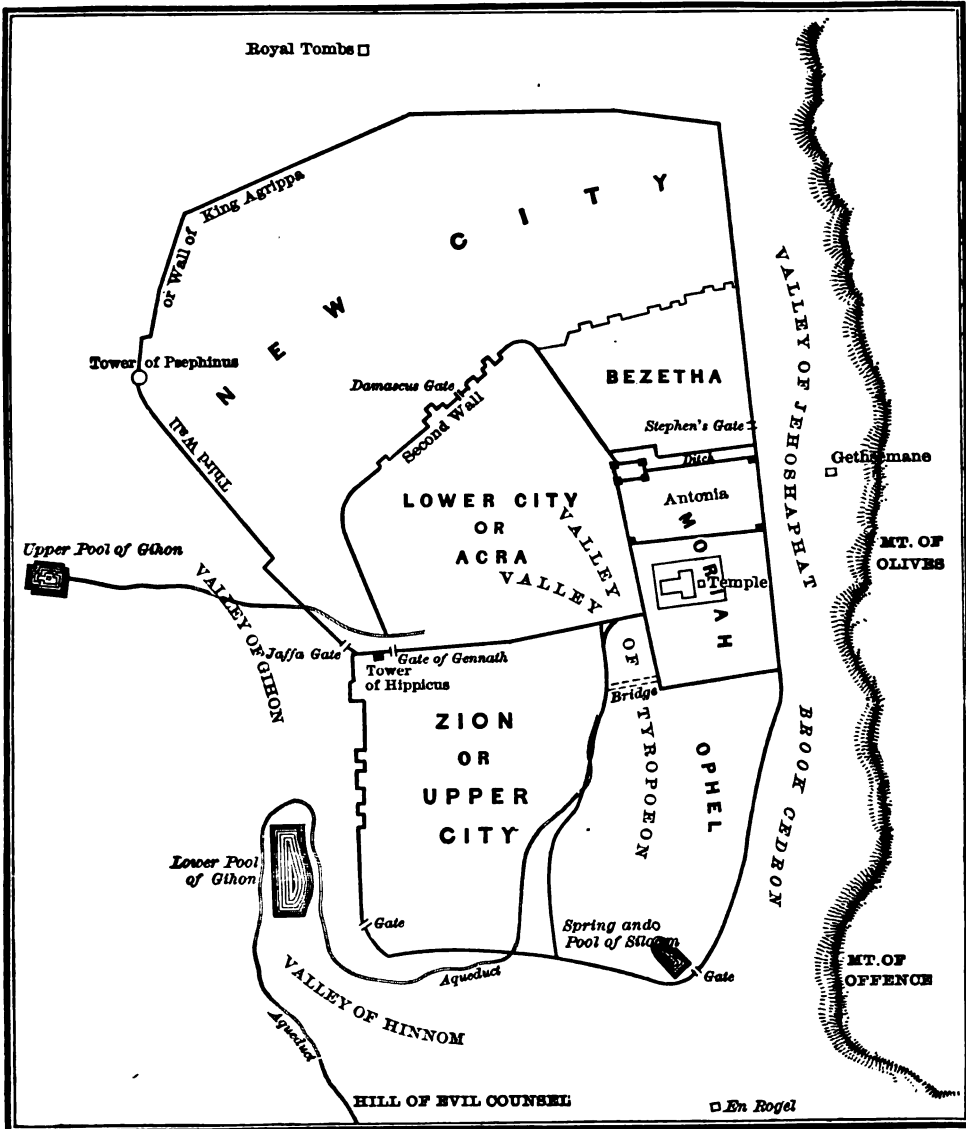 Royal Tombs
or Wall of King Agrippa
NEW CITY
Tower of Psephinus
Third Wall
Damascus Gate
Second Wall
BEZETHA
Stephen's Gate
Ditch
Antonia
VALLEY OF JEHOSHAPHAT
Gethsemane
MT. OF
OLIVES
LOWER CITY
OR
ACRA
VALLEY
VALLEY
MORIAH
Temple
Upper Pool of Gihon
VALLEY OF GIHON
Jaffa Gate
Gate of Gennath
Tower
of Hippicus
OF TYROPOEON
Bridge
ZION
OR
UPPER
CITY
OPHEL
BROOK CEDRON
Lower Pool
of Gihon
Gate
Spring and
Pool of Siloam
Gate
Aqueduct
VALLEY OF HINNOM
Aqueduct
MT. OF
OFFENCE
HILL OF EVIL COUNSEL
En Rogel